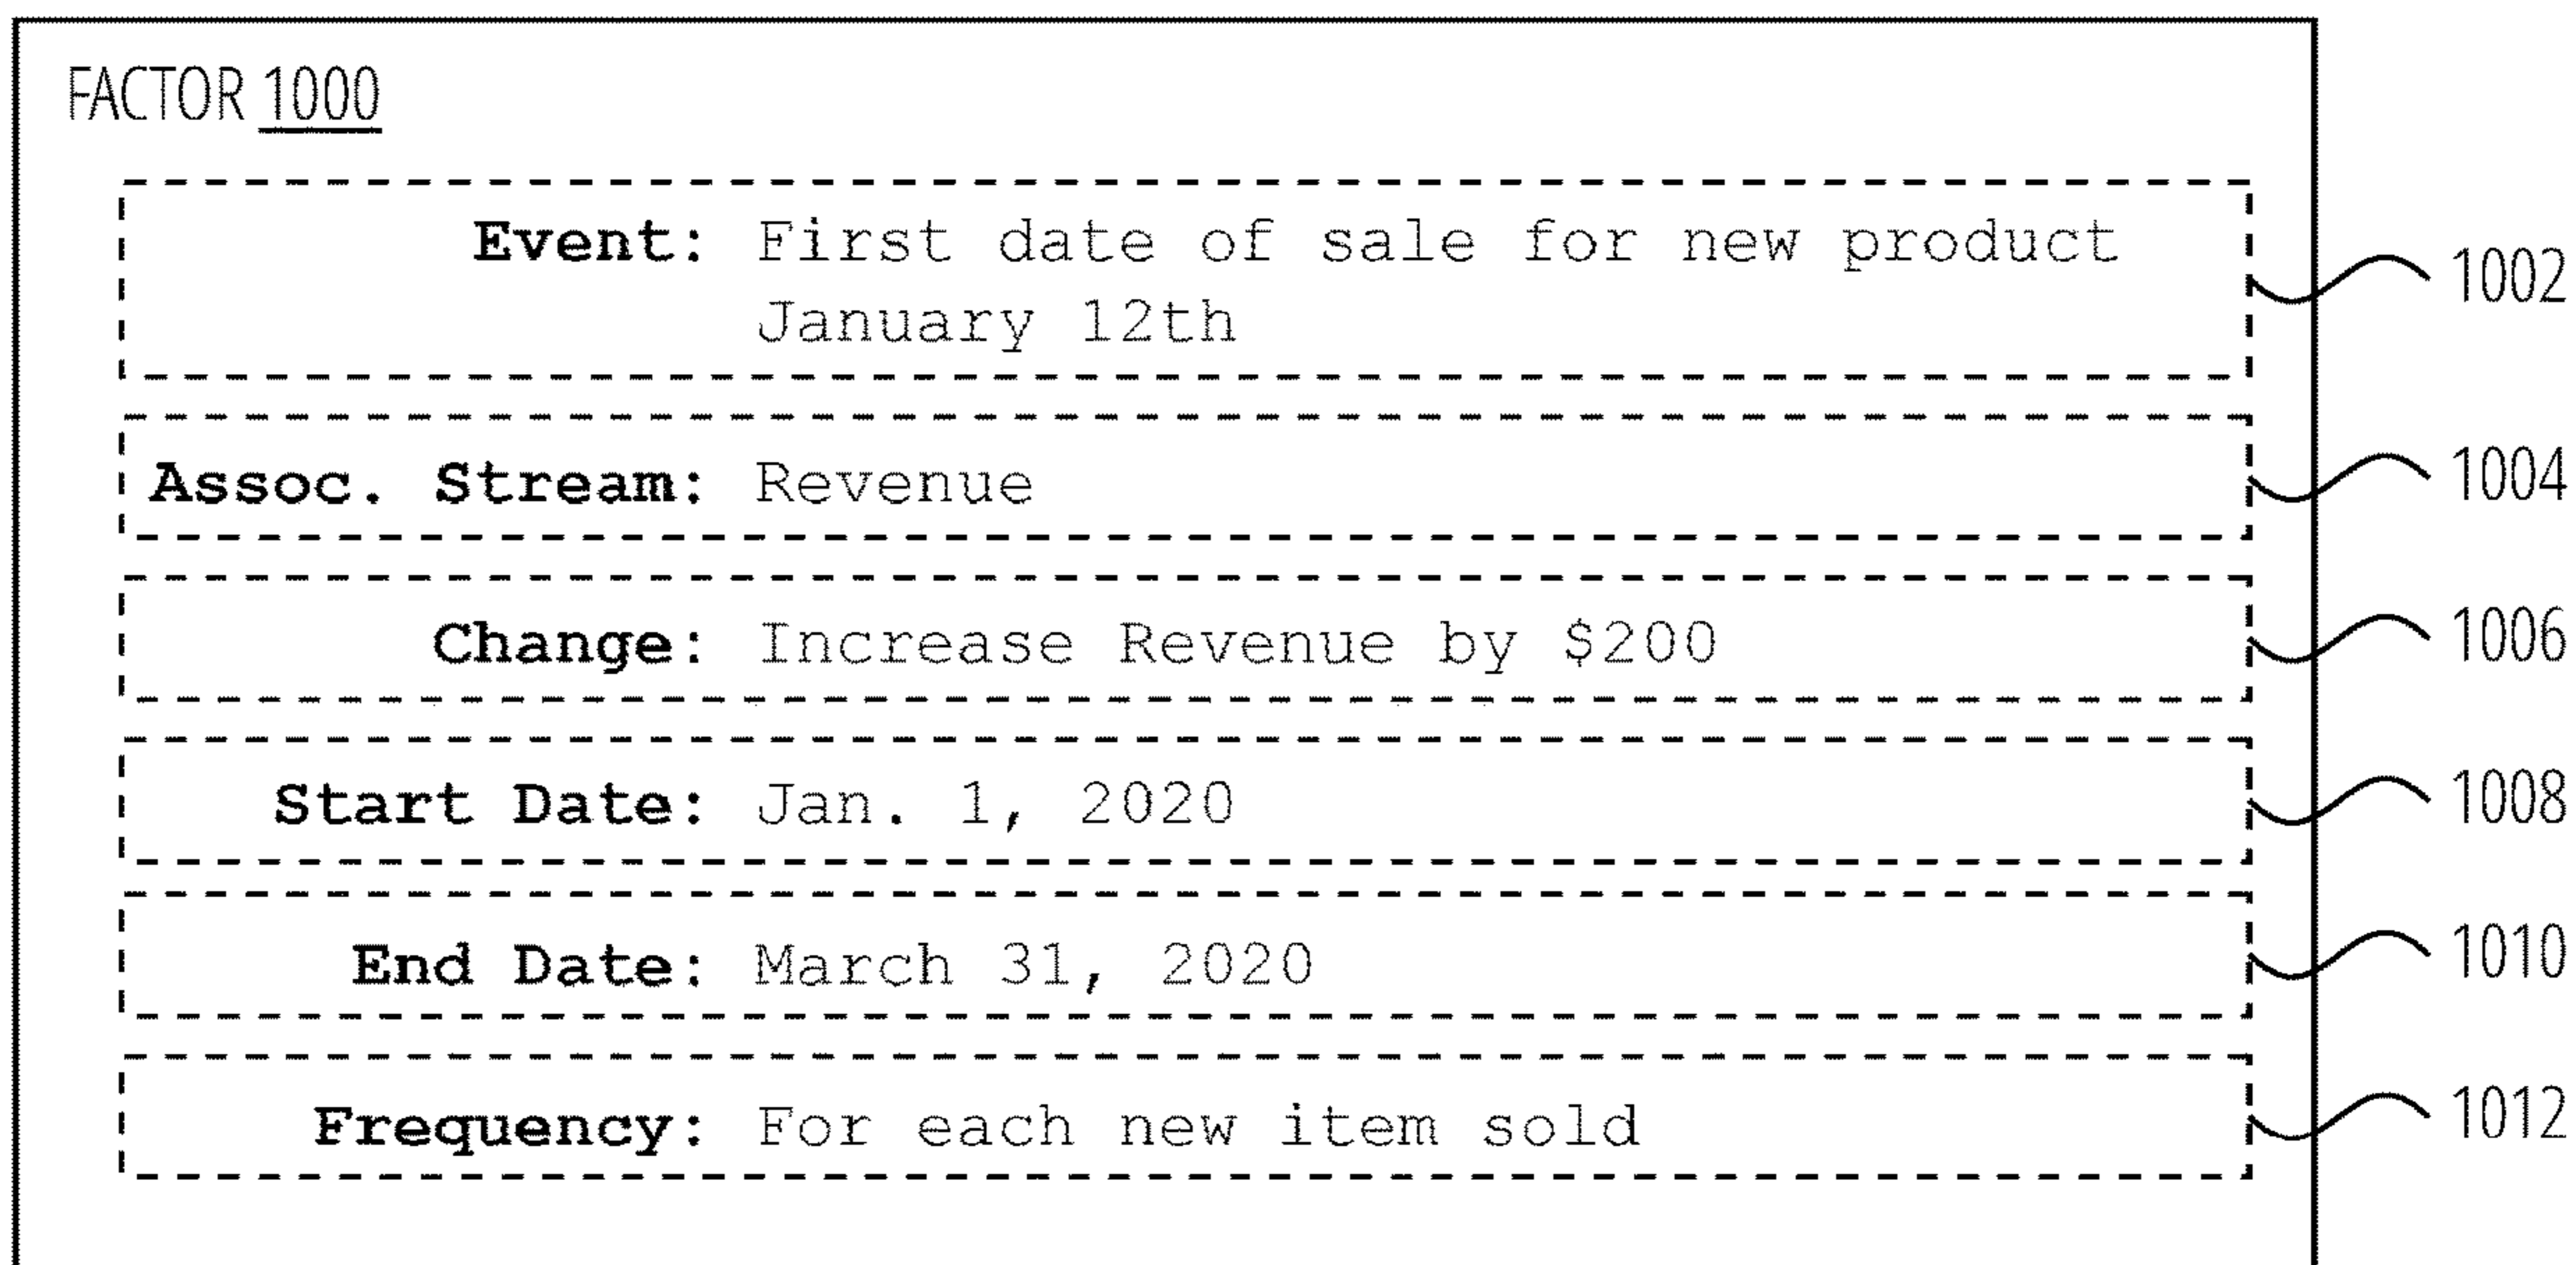 FACTOR 1000
Event: First date of sale for new product
January 12th
1002
Assoc. Stream: Revenue
1004
Change: Increase Revenue by $200
1006
Start Date: Jan. 1, 2020
1008
End Date: March 31, 2020
1010
Frequency: For each new item sold
1012